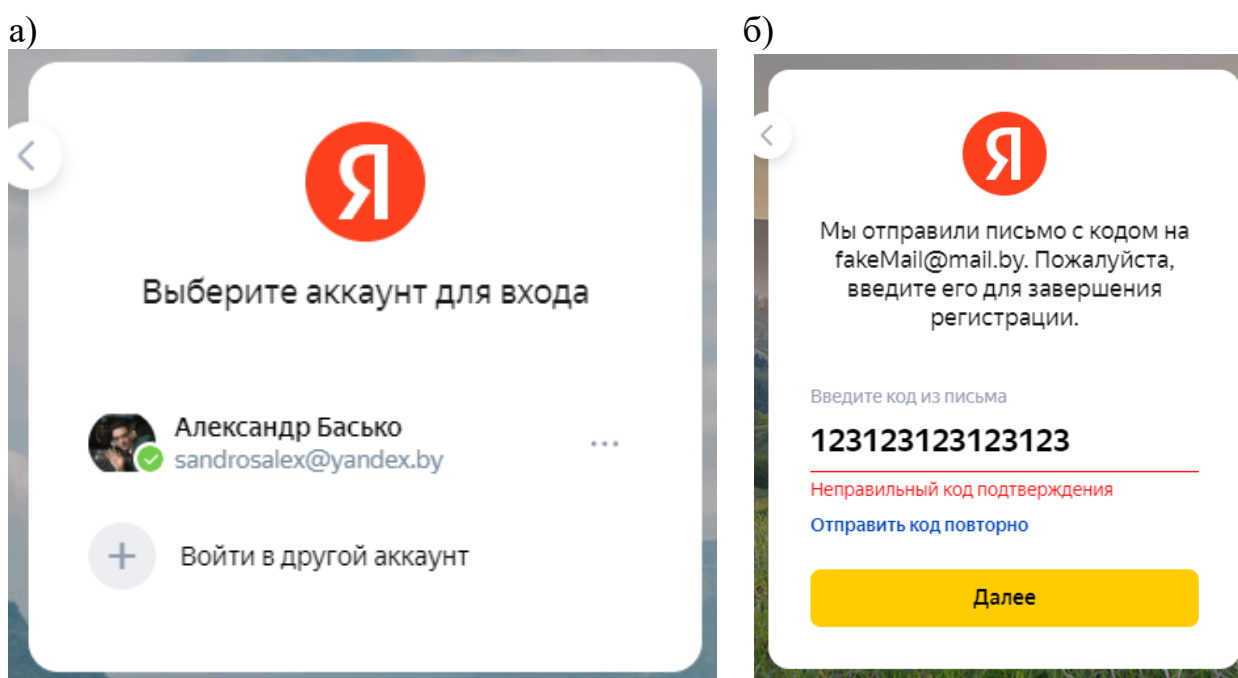 а)
Я
Выберите аккаунт для входа
Александр Басько
sandrosalex@yandex.by
...
+ Войти в другой аккаунт
б)
Я
Мы отправили письмо с кодом на
fakeMail@mail.by. Пожалуйста,
введите его для завершения
регистрации.
Введите код из письма
123123123123123
Неправильный код подтверждения
Отправить код повторно
Далее